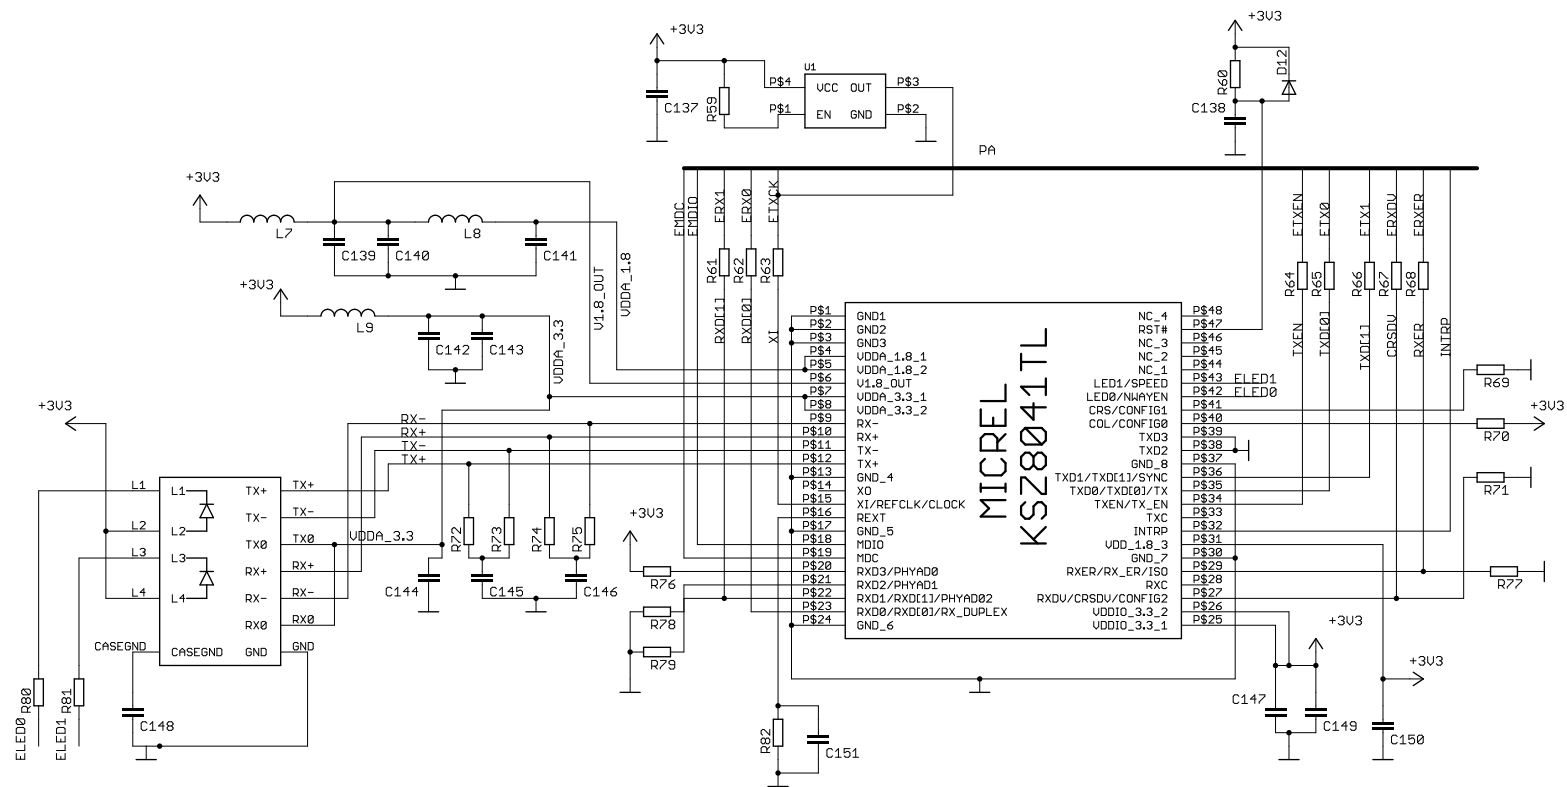 +3V3
+3V3
U1
P$4
VCC OUT
P$3
P$1
EN GND
P$2
C137
R59
R60
D12
C138
PA
+3V3
L7
L8
C139
C140
C141
V1.8_OUT
VDDA_1.8
+3V3
L9
C142
C143
VDDA_3.3
EMDC
EMDIO
ERX1
ERX0
ETXCK
R61
R62
R63
RXD[1]
RXD[0]
XI
ETXEN
ETX0
ETX1
ERXDV
ERXER
R64
R65
R66
R67
R68
TXEN
TXD[0]
TXD[1]
CRSDV
RXER
INTRP
MICREL
KSZ8041TL
P$1 GND1
P$2 GND2
P$3 GND3
P$4 VDDA_1.8_1
P$5 VDDA_1.8_2
P$6 V1.8_OUT
P$7 VDDA_3.3_1
P$8 VDDA_3.3_2
P$9 RX-
P$10 RX+
P$11 TX-
P$12 TX+
P$13 GND_4
P$14 XO
P$15 XI/REFCLK/CLOCK
P$16 REXT
P$17 GND_5
P$18 MDIO
P$19 MDC
P$20 RXD3/PHYAD0
P$21 RXD2/PHYAD1
P$22 RXD1/RXD[1]/PHYAD02
P$23 RXD0/RXD[0]/RX_DUPLEX
P$24 GND_6
NC_4 P$48
RST# P$47
NC_3 P$46
NC_2 P$45
NC_1 P$44
LED1/SPEED P$43 ELED1
LED0/NWAYEN P$42 ELED0
CRS/CONFIG1 P$41
COL/CONFIG0 P$40
TXD3 P$39
TXD2 P$38
GND_8 P$37
TXD1/TXD[1]/SYNC P$36
TXD0/TXD[0]/TX P$35
TXEN/TX_EN P$34
TXC P$33
INTRP P$32
VDD_1.8_3 P$31
GND_7 P$30
RXER/RX_ER/ISO P$29
RXC P$28
RXDV/CRSDV/CONFIG2 P$27
VDDIO_3.3_2 P$26
VDDIO_3.3_1 P$25
R69
+3V3
R70
R71
R77
+3V3
+3V3
C147
C149
C150
+3V3
RX-
RX+
TX-
TX+
L1
L2
L3
L4
CASEGND
L1
L2
L3
L4
CASEGND
TX+
TX-
TX0
RX+
RX-
RX0
GND
TX+
TX-
TX0
RX+
RX-
RX0
GND
VDDA_3.3
R72
R73
R74
R75
C144
C145
C146
+3V3
R76
R78
R79
R80
R81
ELED0
ELED1
C148
R82
C151